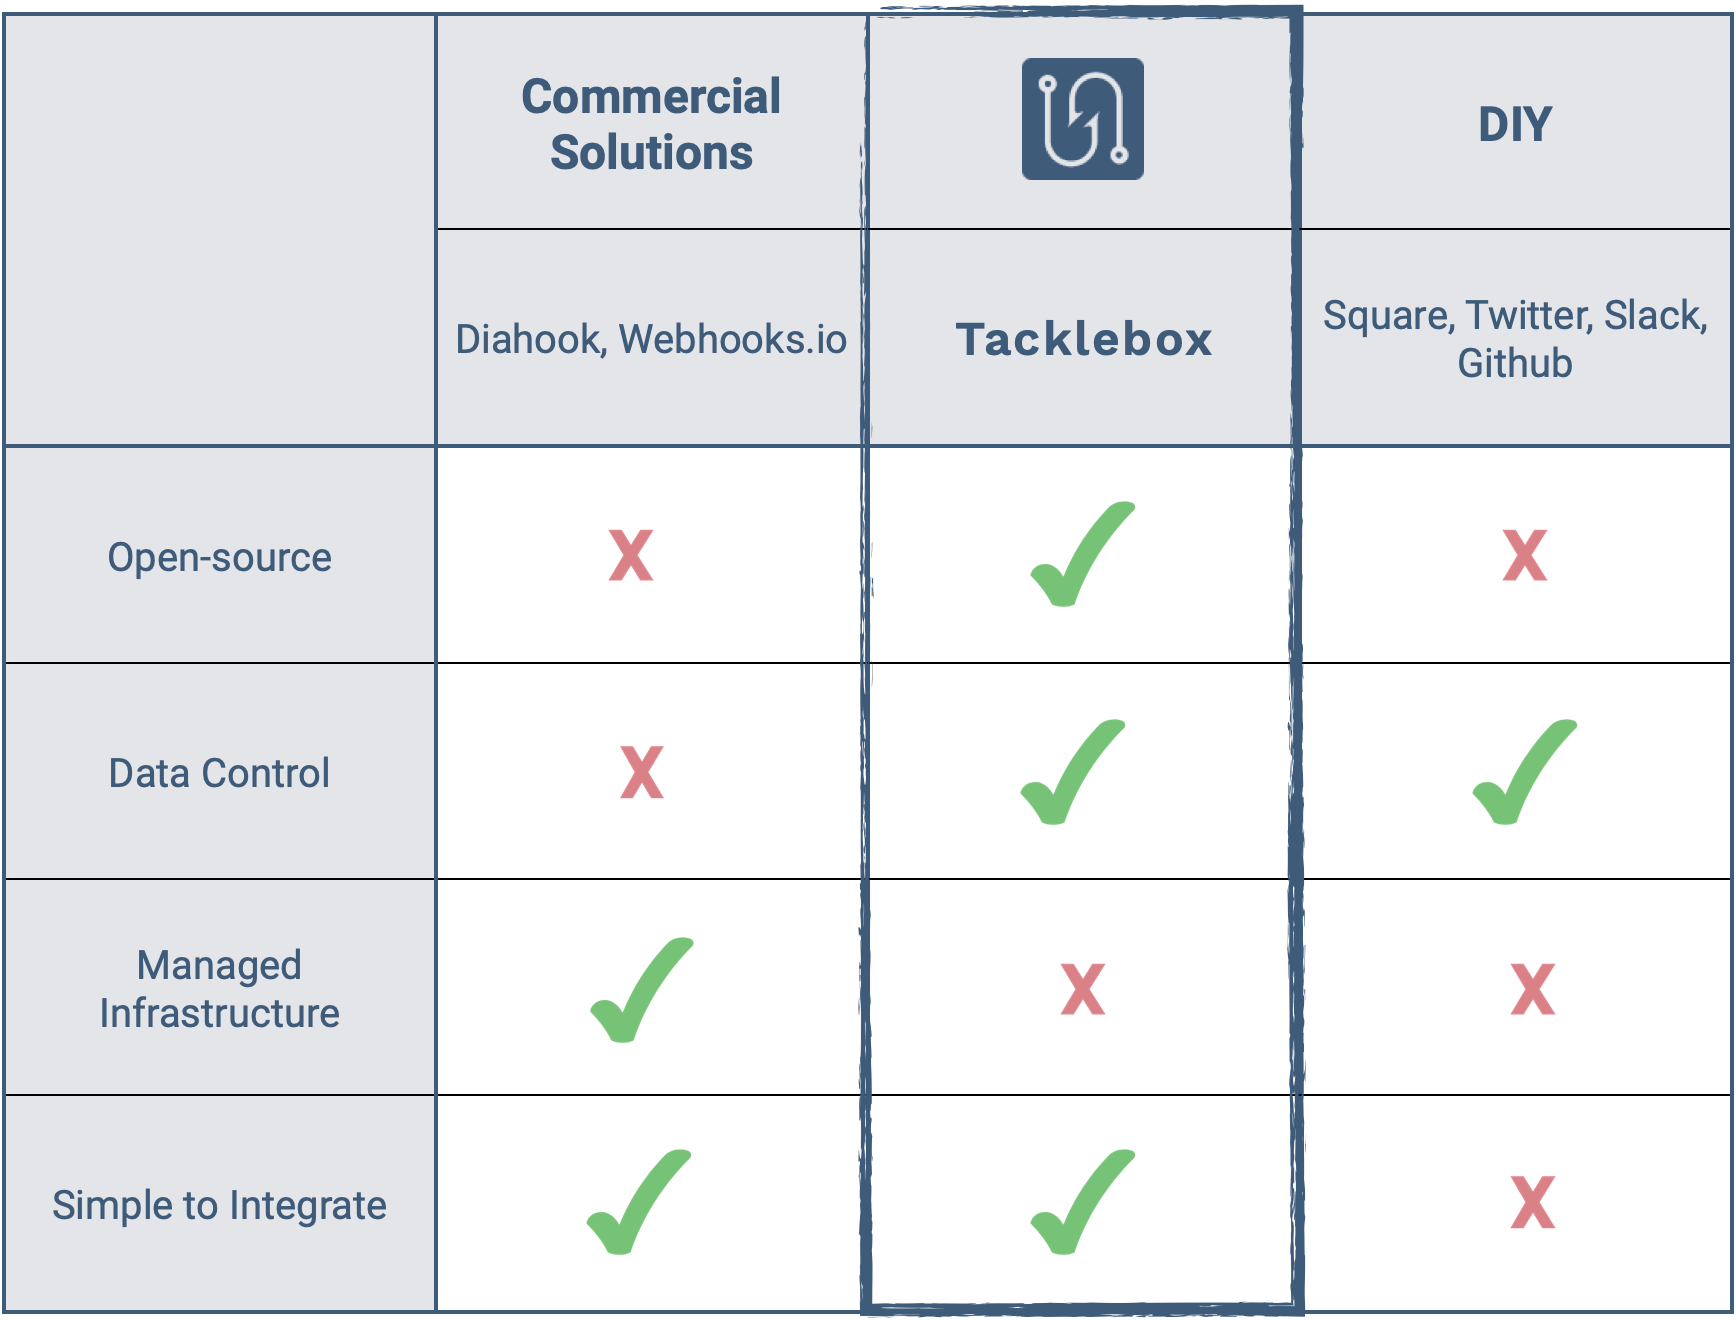 Commercial
Solutions
DIY
Diahook, Webhooks.io
Tacklebox
Square, Twitter, Slack,
Github
Open-source
X
X
Data Control
X
Managed
Infrastructure
X
X
Simple to Integrate
X